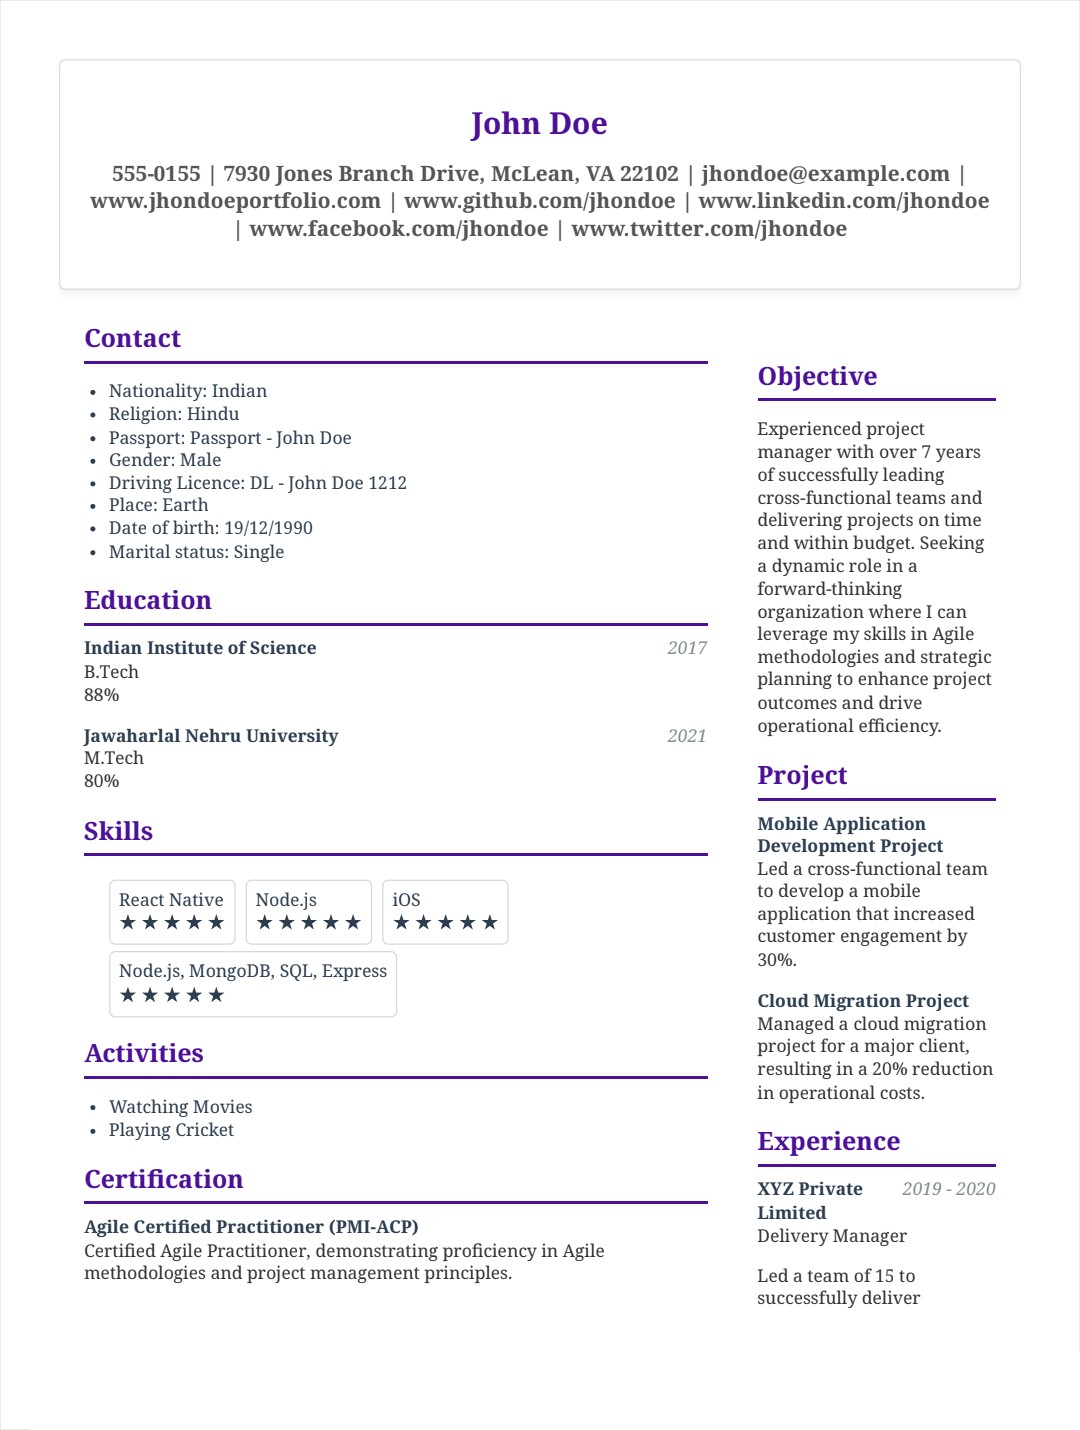 John Doe
555-0155 | 7930 Jones Branch Drive, McLean, VA 22102 | jhondoe@example.com |
www.jhondoeportfolio.com | www.github.com/jhondoe | www.linkedin.com/jhondoe
| www.facebook.com/jhondoe | www.twitter.com/jhondoe
Contact
• Nationality: Indian
• Religion: Hindu
• Passport: Passport - John Doe
• Gender: Male
• Driving Licence: DL - John Doe 1212
• Place: Earth
• Date of birth: 19/12/1990
• Marital status: Single
Education
Indian Institute of Science 2017
B.Tech
88%
Jawaharlal Nehru University 2021
M.Tech
80%
Skills
React Native Node.js iOS
★★★★★ ★★★★★ ★★★★★
Node.js, MongoDB, SQL, Express
★★★★★
Activities
• Watching Movies
• Playing Cricket
Certification
Agile Certified Practitioner (PMI-ACP)
Certified Agile Practitioner, demonstrating proficiency in Agile
methodologies and project management principles.
Objective
Experienced project
manager with over 7 years
of successfully leading
cross-functional teams and
delivering projects on time
and within budget. Seeking
a dynamic role in a
forward-thinking
organization where I can
leverage my skills in Agile
methodologies and strategic
planning to enhance project
outcomes and drive
operational efficiency.
Project
Mobile Application
Development Project
Led a cross-functional team
to develop a mobile
application that increased
customer engagement by
30%.
Cloud Migration Project
Managed a cloud migration
project for a major client,
resulting in a 20% reduction
in operational costs.
Experience
XYZ Private 2019 - 2020
Limited
Delivery Manager
Led a team of 15 to
successfully deliver